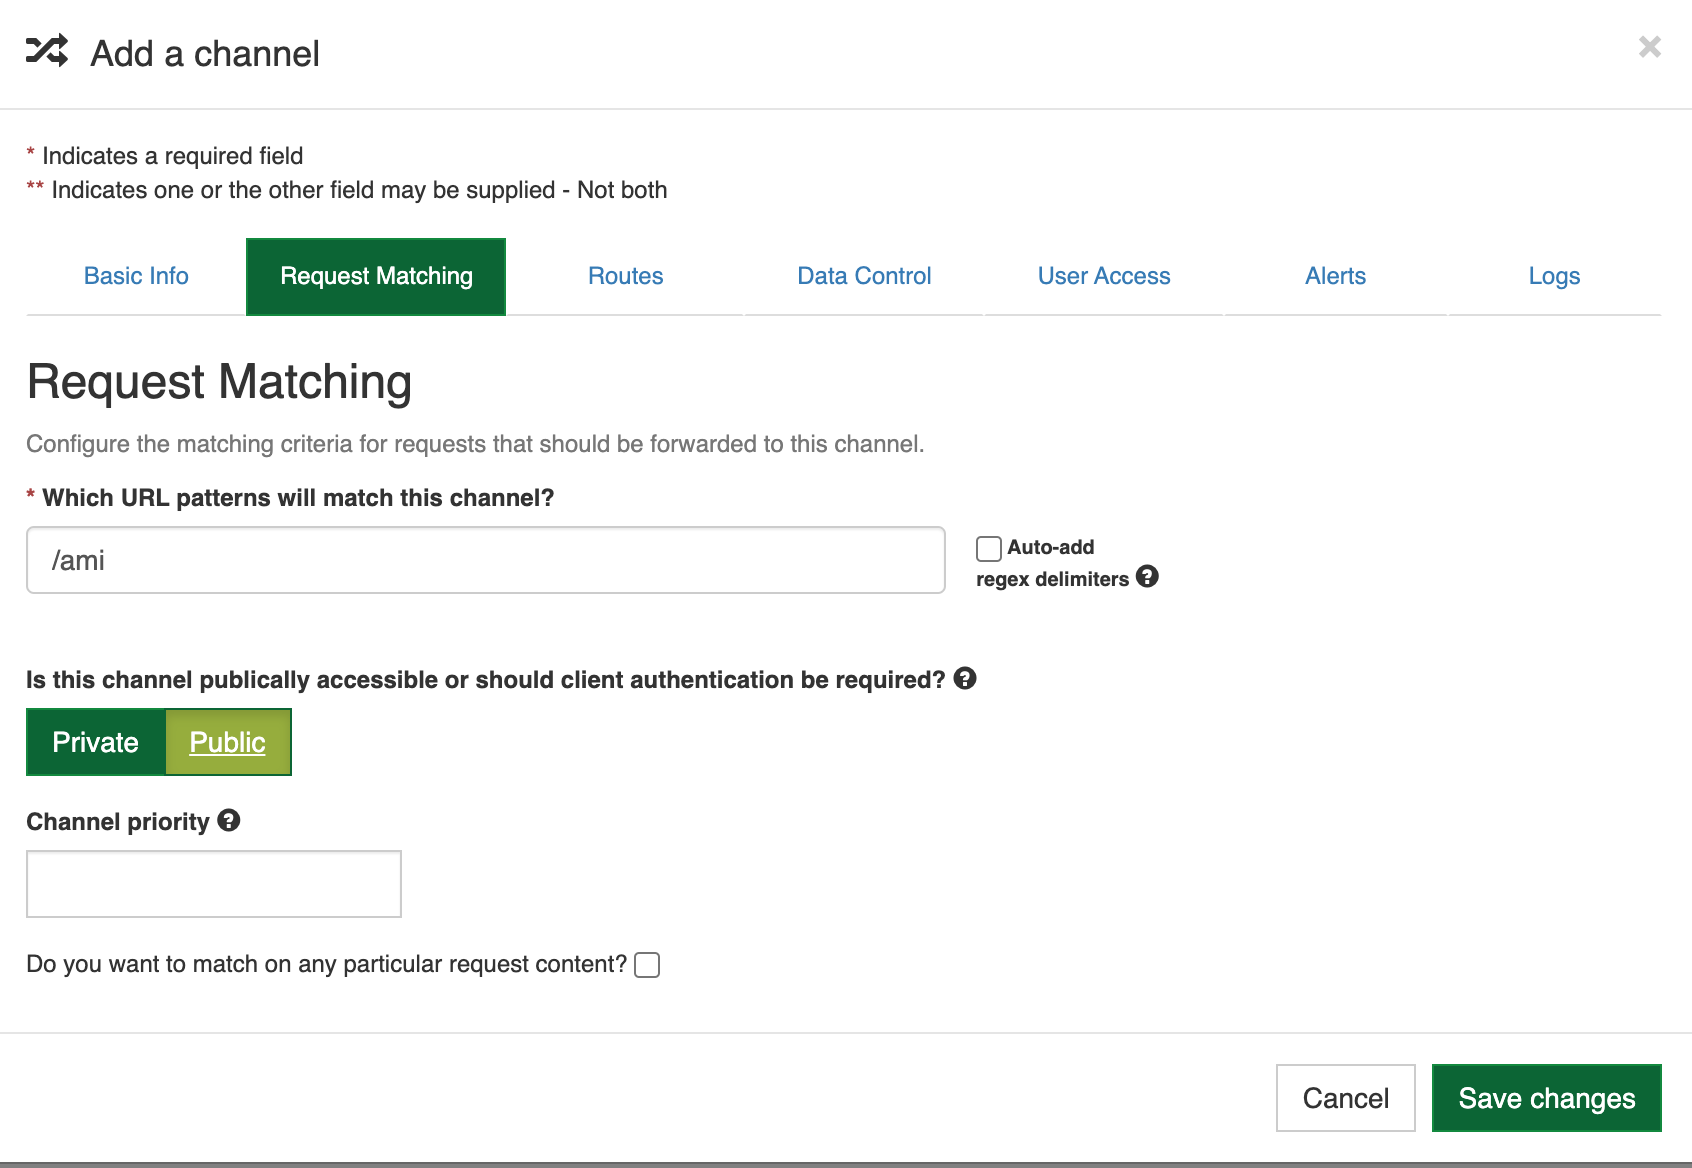 Add a channel
* Indicates a required field
** Indicates one or the other field may be supplied - Not both
Basic Info
Request Matching
Routes
Data Control
User Access
Alerts
Logs
Request Matching
Configure the matching criteria for requests that should be forwarded to this channel.
* Which URL patterns will match this channel?
/ami
Auto-add
regex delimiters ?
Is this channel publically accessible or should client authentication be required? ?
Private
Public
Channel priority ?
Do you want to match on any particular request content?
Cancel
Save changes